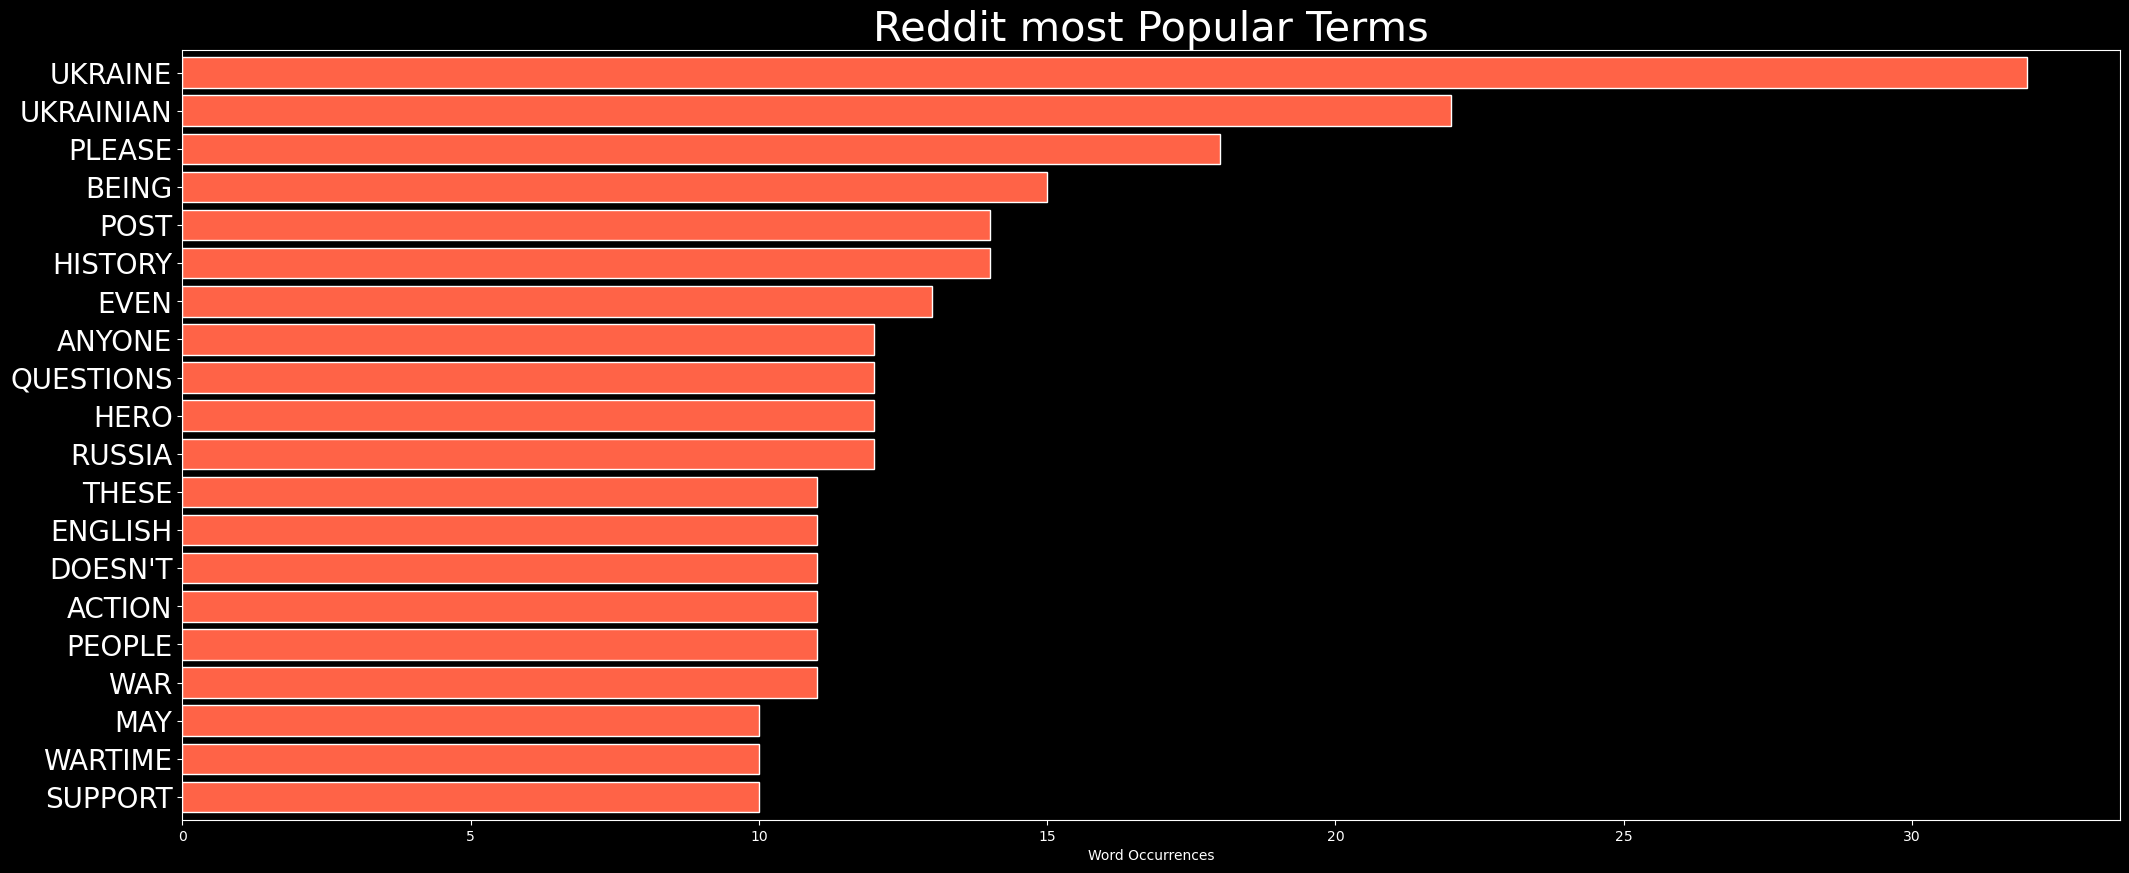 Reddit most Popular Terms
UKRAINE
UKRAINIAN
PLEASE
BEING
POST
HISTORY
EVEN
ANYONE
QUESTIONS
HERO
RUSSIA
THESE
ENGLISH
DOESN'T
ACTION
PEOPLE
WAR
MAY
WARTIME
SUPPORT
0 5 10 15 20 25 30
Word Occurrences